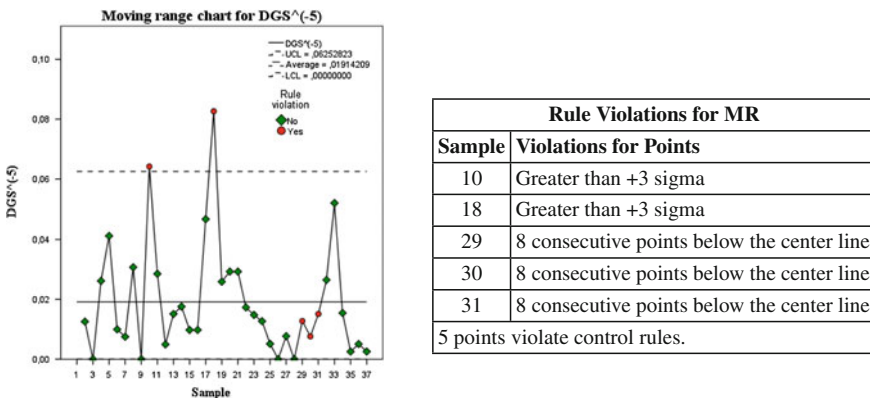 Moving range chart for DGS^(-5)
DGS^(-5)
UCL = ,06252823
Average = ,01914209
LCL = ,00000000
Rule
violation
No
Yes
0,10
0,08
0,06
0,04
0,02
0,00
DGS^(-5)
1 3 5 7 9 11 13 15 17 19 21 23 25 27 29 31 33 35 37
Sample
Rule Violations for MR
Sample Violations for Points
10 Greater than +3 sigma
18 Greater than +3 sigma
29 8 consecutive points below the center line
30 8 consecutive points below the center line
31 8 consecutive points below the center line
5 points violate control rules.